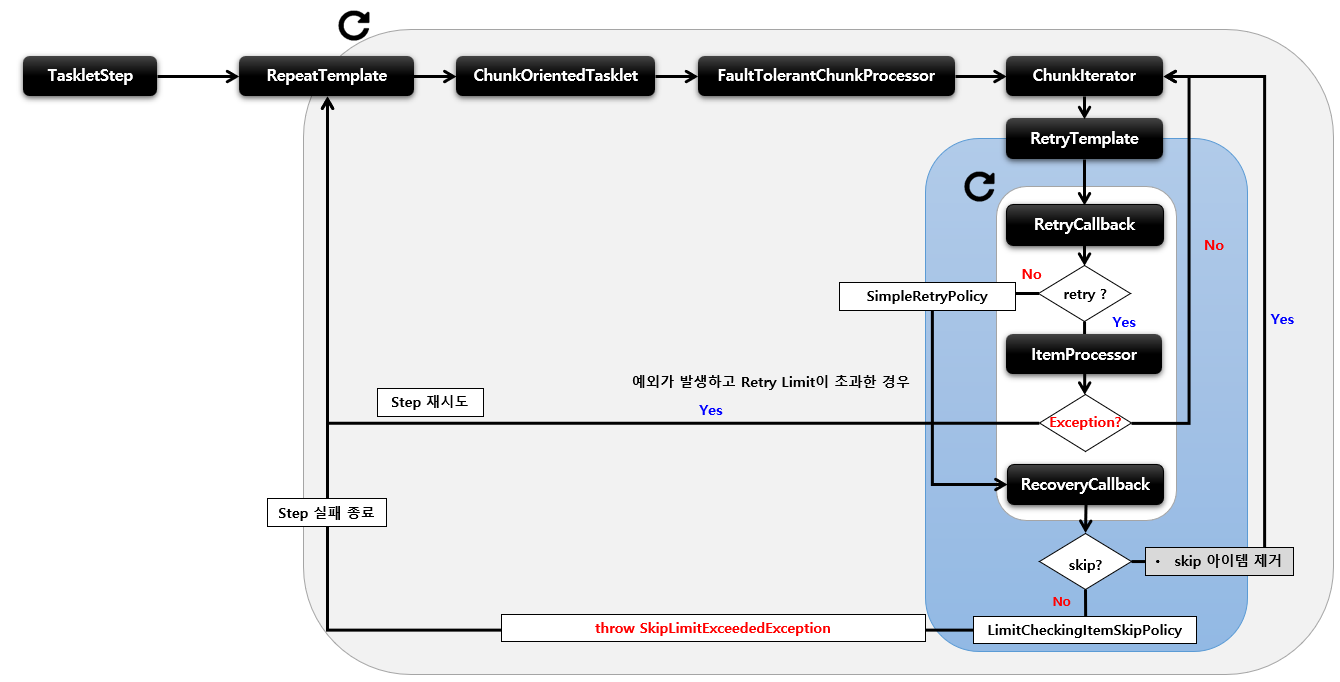 TaskletStep
RepeatTemplate
ChunkOrientedTasklet
FaultTolerantChunkProcessor
ChunkIterator
RetryTemplate
RetryCallback
No
No
SimpleRetryPolicy
retry ?
Yes
Yes
ItemProcessor
예외가 발생하고 Retry Limit이 초과한 경우
Step 재시도
Yes
Exception?
RecoveryCallback
Step 실패 종료
skip?
• skip 아이템 제거
No
throw SkipLimitExceededException
LimitCheckingItemSkipPolicy